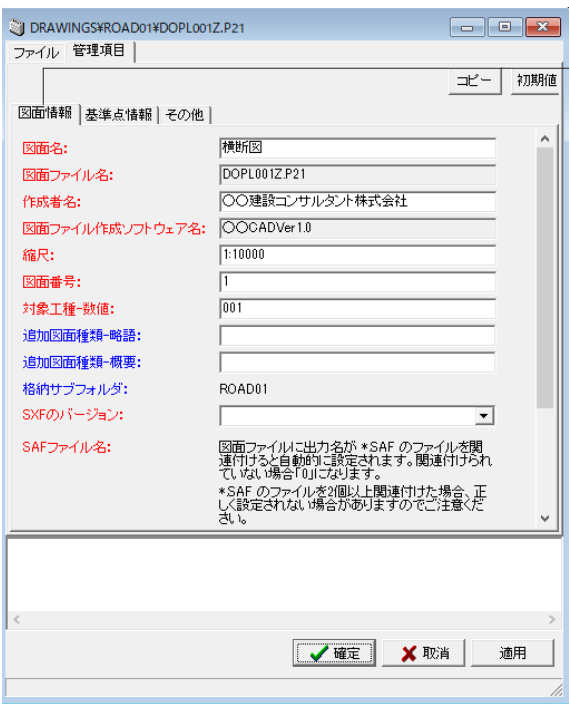 DRAWINGS¥ROAD01¥DOPL001Z.P21
ファイル 管理項目
コピー 初期値
図面情報 基準点情報 その他
図面名: 横断図
図面ファイル名: DOPL001Z.P21
作成者名: 〇〇建設コンサルタント株式会社
図面ファイル作成ソフトウェア名: 〇〇CADVer1.0
縮尺: 1:10000
図面番号: 1
対象工種-数値: 001
追加図面種類-略語:
追加図面種類-概要:
格納サブフォルダ: ROAD01
SXFのバージョン:
SAFファイル名: 図面ファイルに出力名が *SAF のファイルを関
連付けると自動的に設定されます。関連付けられ
ていない場合「0」になります。
*SAF のファイルを2個以上関連付けた場合、正
しく設定されない場合がありますのでご注意くだ
さい。
確定 取消 適用